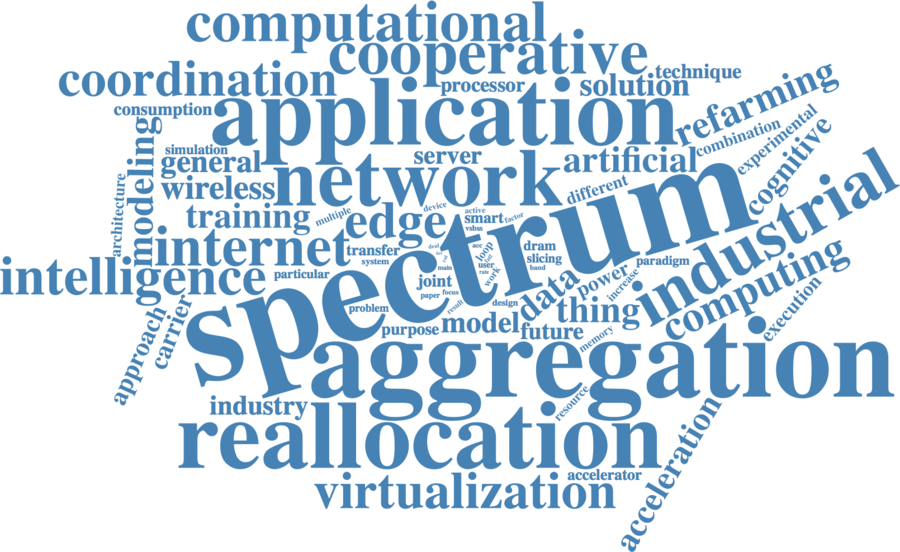 computational
cooperative
coordination
processor
solution
technique
consumption
application
refarming
simulation
general
server
artificial
combination
experimental
modeling
wireless
network
different
cognitive
architecture
training
multiple
edge
device
active
smart
factor
vsbss
spectrum
industrial
internet
transfer
system
deal
acc
loop
dram
slicing
band
paradigm
intelligence
particular
main
user
rate
work
joint
data
power
increase
computing
paper
focus
result
design
thing
execution
problem
purpose
model
future
memory
approach
carrier
aggregation
industry
resource
reallocation
acceleration
accelerator
virtualization